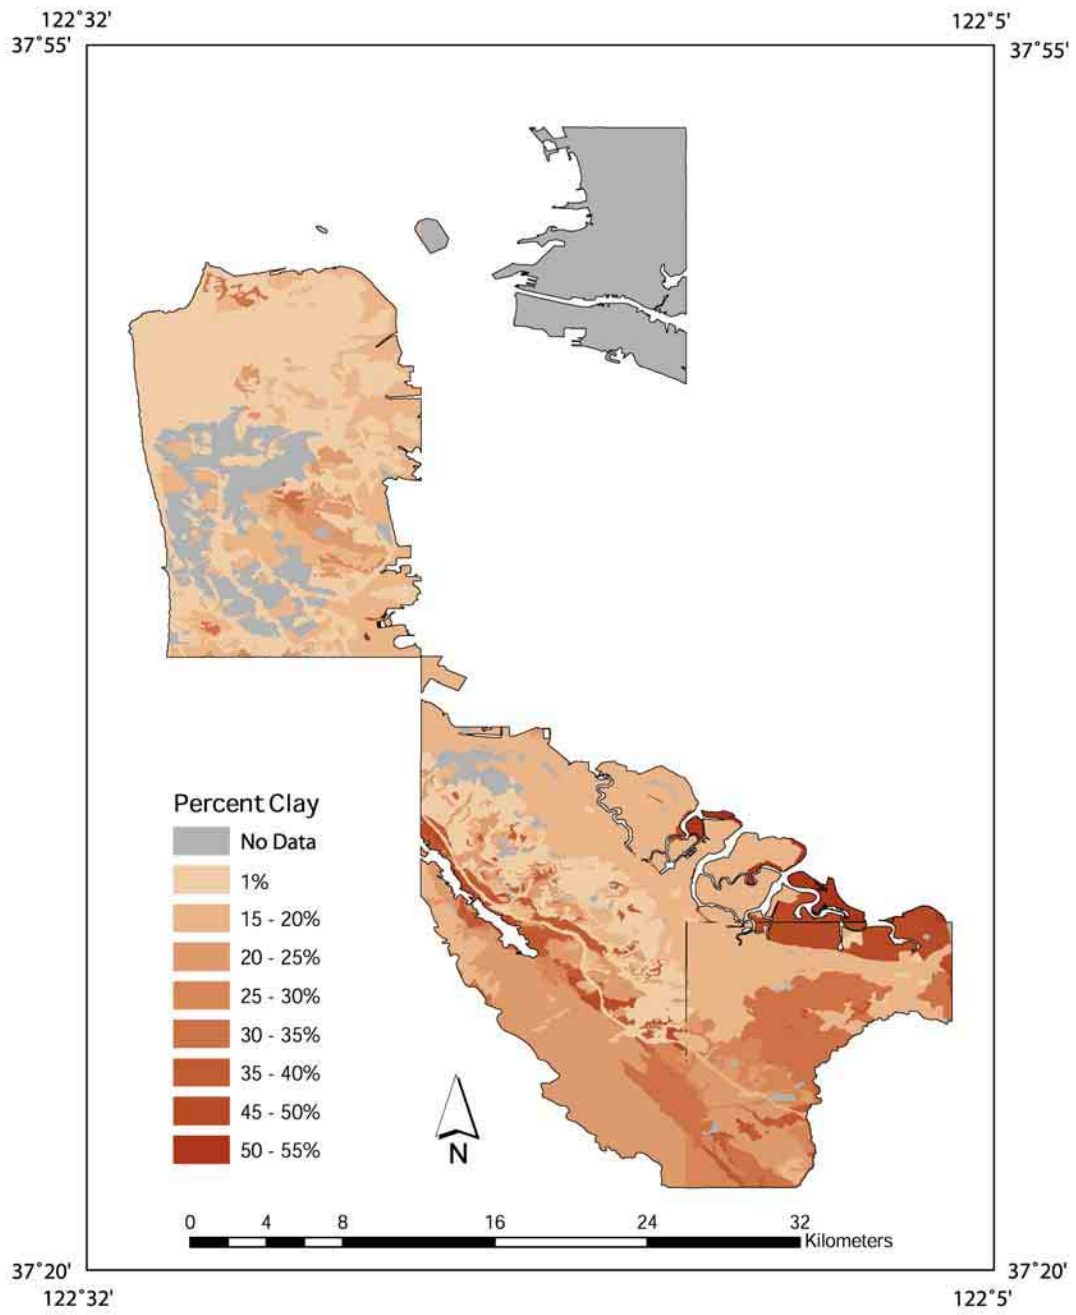 122˚32'
122˚5'
37˚55'
37˚55'
Percent Clay
No Data
1%
15 - 20%
20 - 25%
25 - 30%
30 - 35%
35 - 40%
45 - 50%
50 - 55%
N
0 4 8 16 24 32
Kilometers
37˚20'
37˚20'
122˚32'
122˚5'